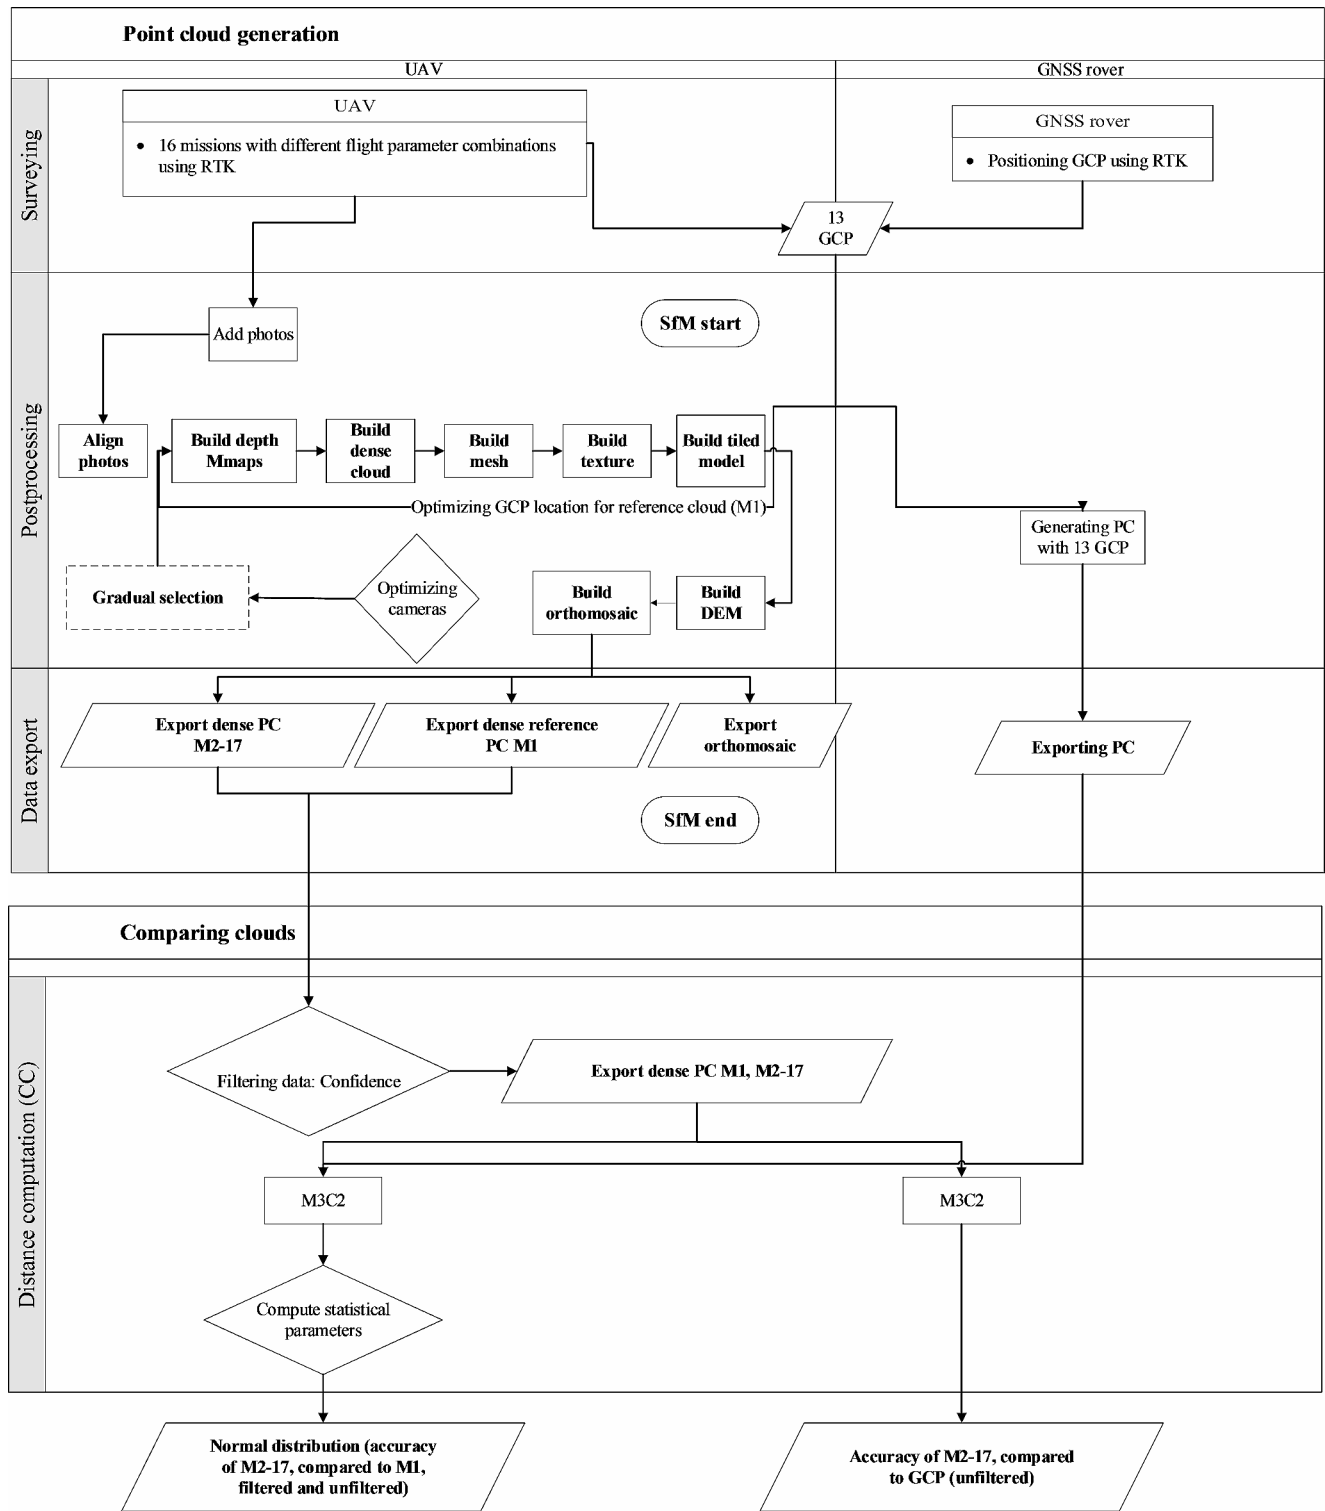 Point cloud generation
UAV
GNSS rover
Surveying
UAV
• 16 missions with different flight parameter combinations
using RTK
GNSS rover
• Positioning GCP using RTK
13
GCP
Postprocessing
SfM start
Add photos
Align
photos
Build depth
Mmaps
Build
dense
cloud
Build
mesh
Build
texture
Build tiled
model
Optimizing GCP location for reference cloud (M1)
Generating PC
with 13 GCP
Gradual selection
Optimizing
cameras
Build
orthomosaic
Build
DEM
Data export
Export dense PC
M2-17
Export dense reference
PC M1
Export
orthomosaic
Exporting PC
SfM end
Comparing clouds
Distance computation (CC)
Filtering data: Confidence
Export dense PC M1, M2-17
M3C2
M3C2
Compute statistical
parameters
Normal distribution (accuracy
of M2-17, compared to M1,
filtered and unfiltered)
Accuracy of M2-17, compared
to GCP (unfiltered)